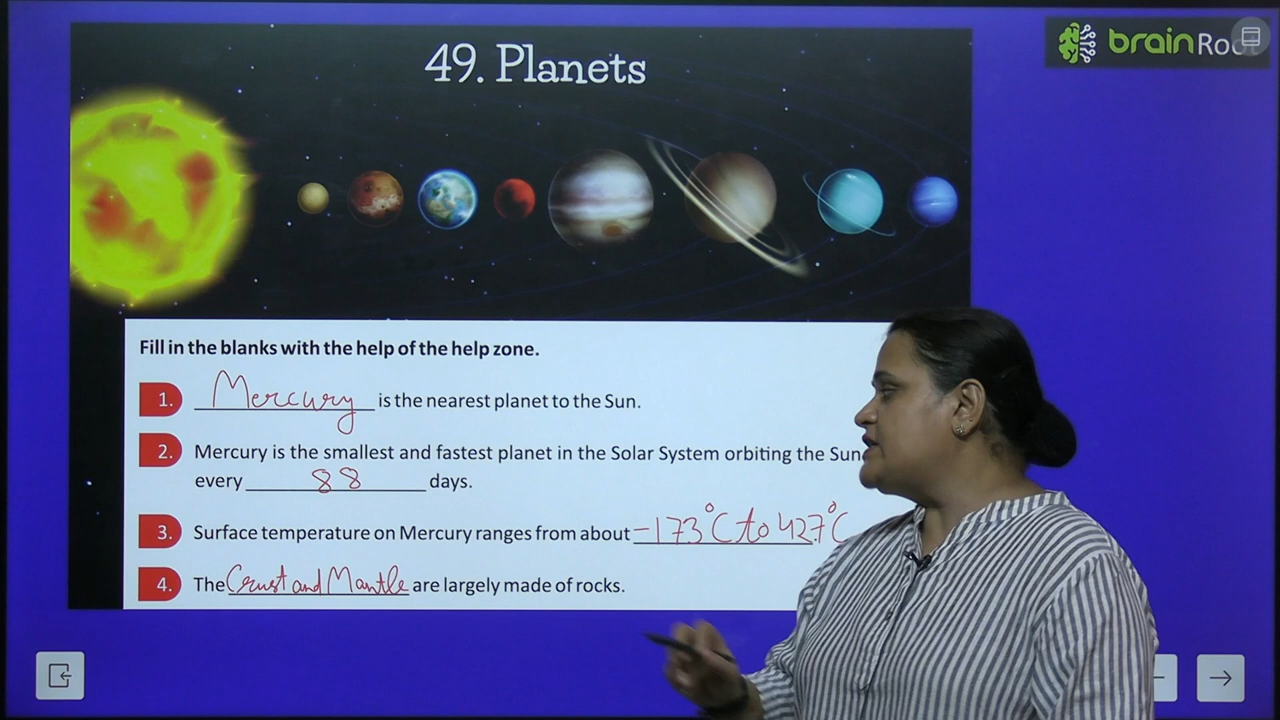 49. Planets
brainRo
Fill in the blanks with the help of the help zone.
1. Mercury is the nearest planet to the Sun.
2. Mercury is the smallest and fastest planet in the Solar System orbiting the Sun
every 88 days.
3. Surface temperature on Mercury ranges from about -173°C to 427°C
4. The Crust and Mantle are largely made of rocks.